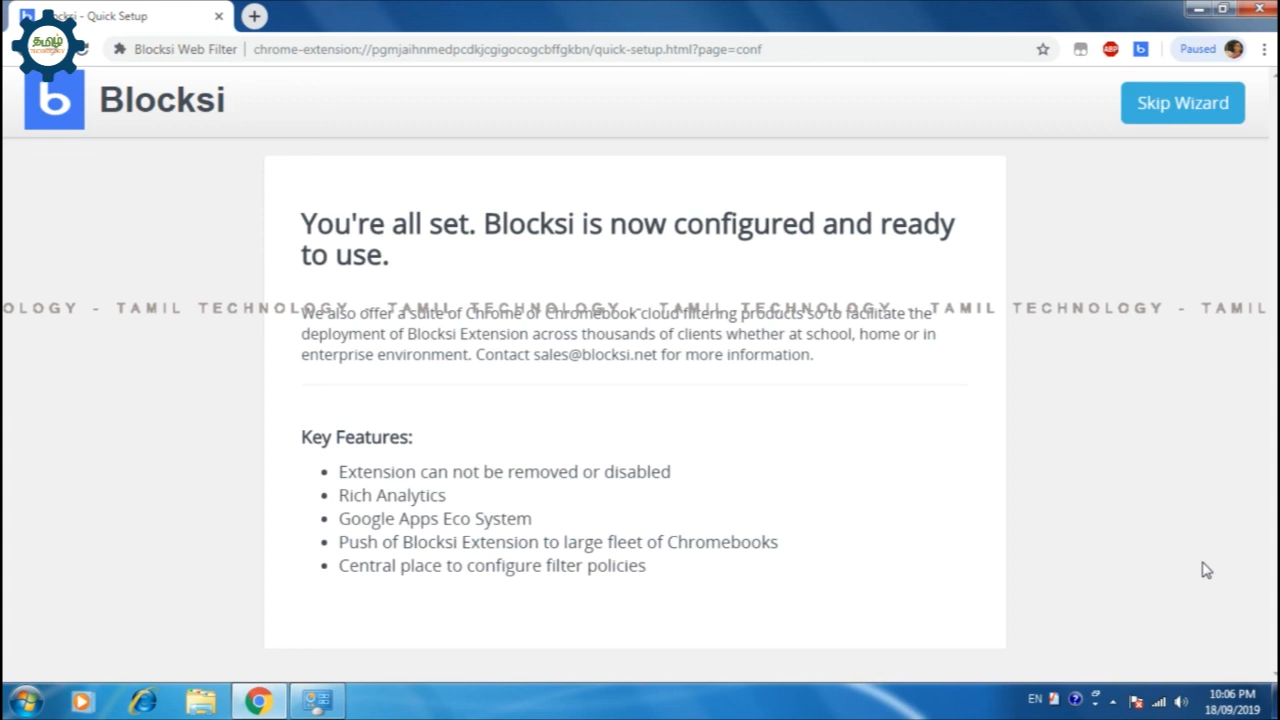 Blocksi - Quick Setup
தமிழ்
TECHNOLOGY
Blocksi Web Filter
chrome-extension://pgmjaihnmedpcdkjcgigocogcbffgkbn/quick-setup.html?page=conf
ABP
b
Paused
b
Blocksi
Skip Wizard
You're all set. Blocksi is now configured and ready
to use.
OLOGY - TAMIL TECHNOLOGY - TAMIL TECHNOLOGY - TAMIL TECHNOLOGY - TAMIL TECHNOLOGY - TAMIL
We also offer a suite of Chrome or Chromebook cloud filtering products so to facilitate the
deployment of Blocksi Extension across thousands of clients whether at school, home or in
enterprise environment. Contact sales@blocksi.net for more information.
Key Features:
• Extension can not be removed or disabled
• Rich Analytics
• Google Apps Eco System
• Push of Blocksi Extension to large fleet of Chromebooks
• Central place to configure filter policies
EN
10:06 PM
18/09/2019